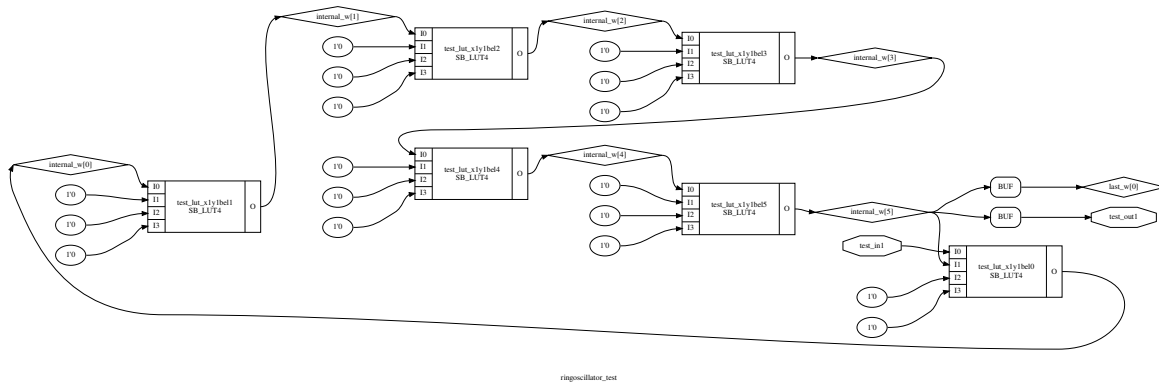 internal_w[1]
I0
I1
I2
I3
test_lut_x1y1bel2
SB_LUT4
O
1'0
1'0
1'0
internal_w[2]
I0
I1
I2
I3
test_lut_x1y1bel3
SB_LUT4
O
1'0
1'0
1'0
internal_w[3]
internal_w[0]
I0
I1
I2
I3
test_lut_x1y1bel1
SB_LUT4
O
1'0
1'0
1'0
I0
I1
I2
I3
test_lut_x1y1bel4
SB_LUT4
O
1'0
1'0
1'0
internal_w[4]
I0
I1
I2
I3
test_lut_x1y1bel5
SB_LUT4
O
1'0
1'0
1'0
internal_w[5]
BUF
last_w[0]
BUF
test_out1
test_in1
I0
I1
I2
I3
test_lut_x1y1bel0
SB_LUT4
O
1'0
1'0
ringoscillator_test